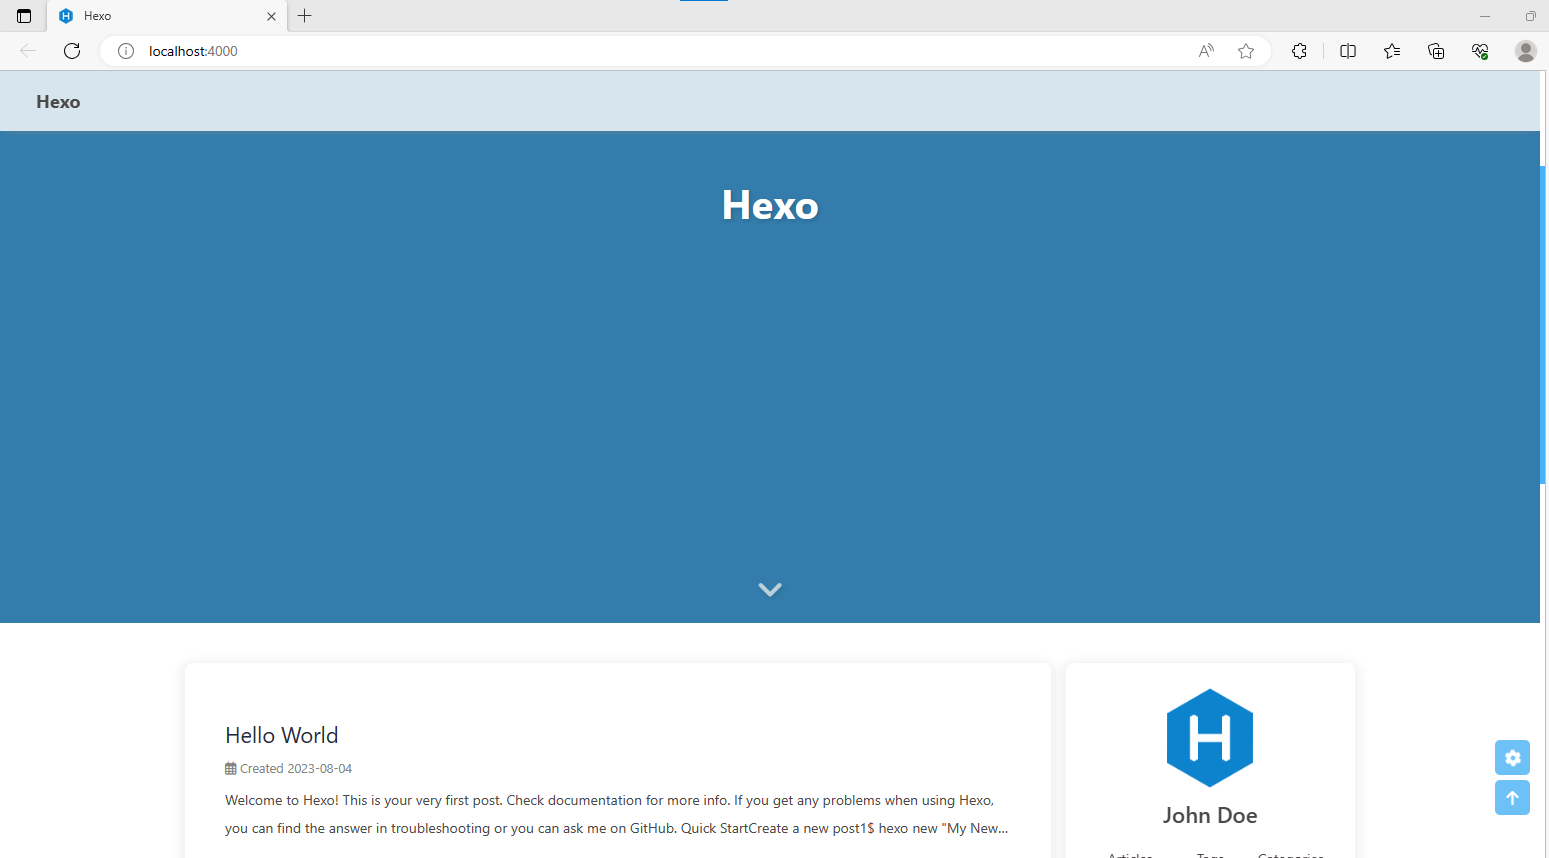 Hexo
localhost:4000
Hexo
Hexo
Hello World
Created 2023-08-04
Welcome to Hexo! This is your very first post. Check documentation for more info. If you get any problems when using Hexo,
you can find the answer in troubleshooting or you can ask me on GitHub. Quick StartCreate a new post1$ hexo new "My New...
John Doe
Articles Tags Categories